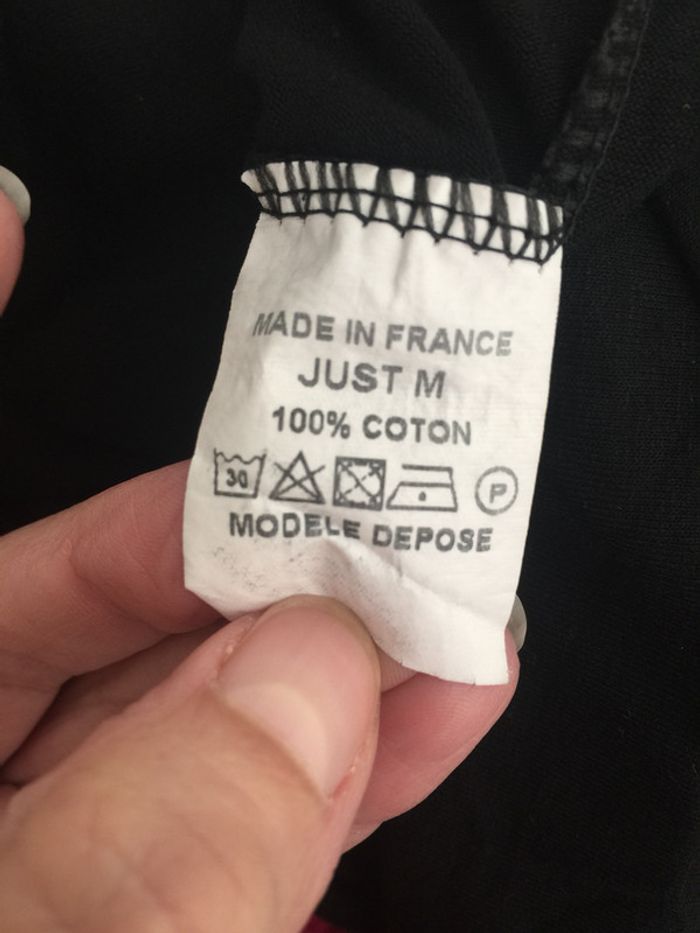 MADE IN FRANCE
JUST M
100% COTON
30 P
MODELE DEPOSE